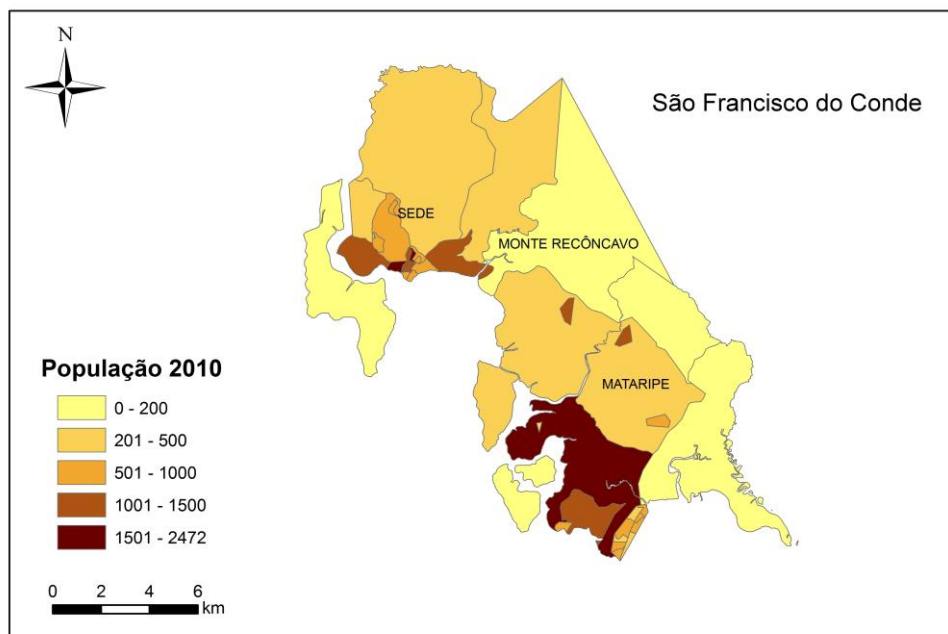 N
São Francisco do Conde
SEDE
MONTE RECÔNCAVO
MATARIPE
População 2010
0 - 200
201 - 500
501 - 1000
1001 - 1500
1501 - 2472
0 2 4 6
km